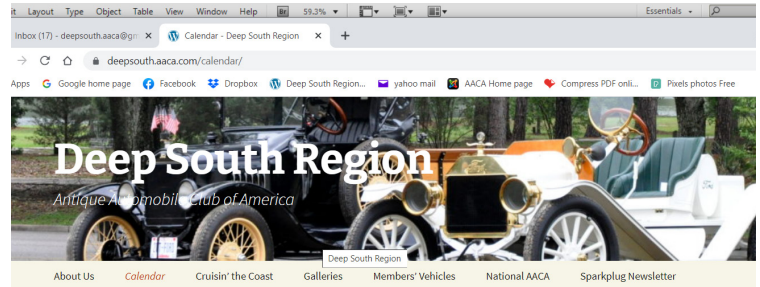 it Layout Type Object Table View Window Help Br 59.3% Essentials
Inbox (17) - deepsouth.aaca@gm Calendar - Deep South Region
deepsouth.aaca.com/calendar/
Apps Google home page Facebook Dropbox Deep South Region... yahoo mail AACA Home page Compress PDF onli... Pixels photos Free
Deep South Region
Antique Automobile Club of America
Deep South Region
About Us Calendar Cruisin' the Coast Galleries Members' Vehicles National AACA Sparkplug Newsletter